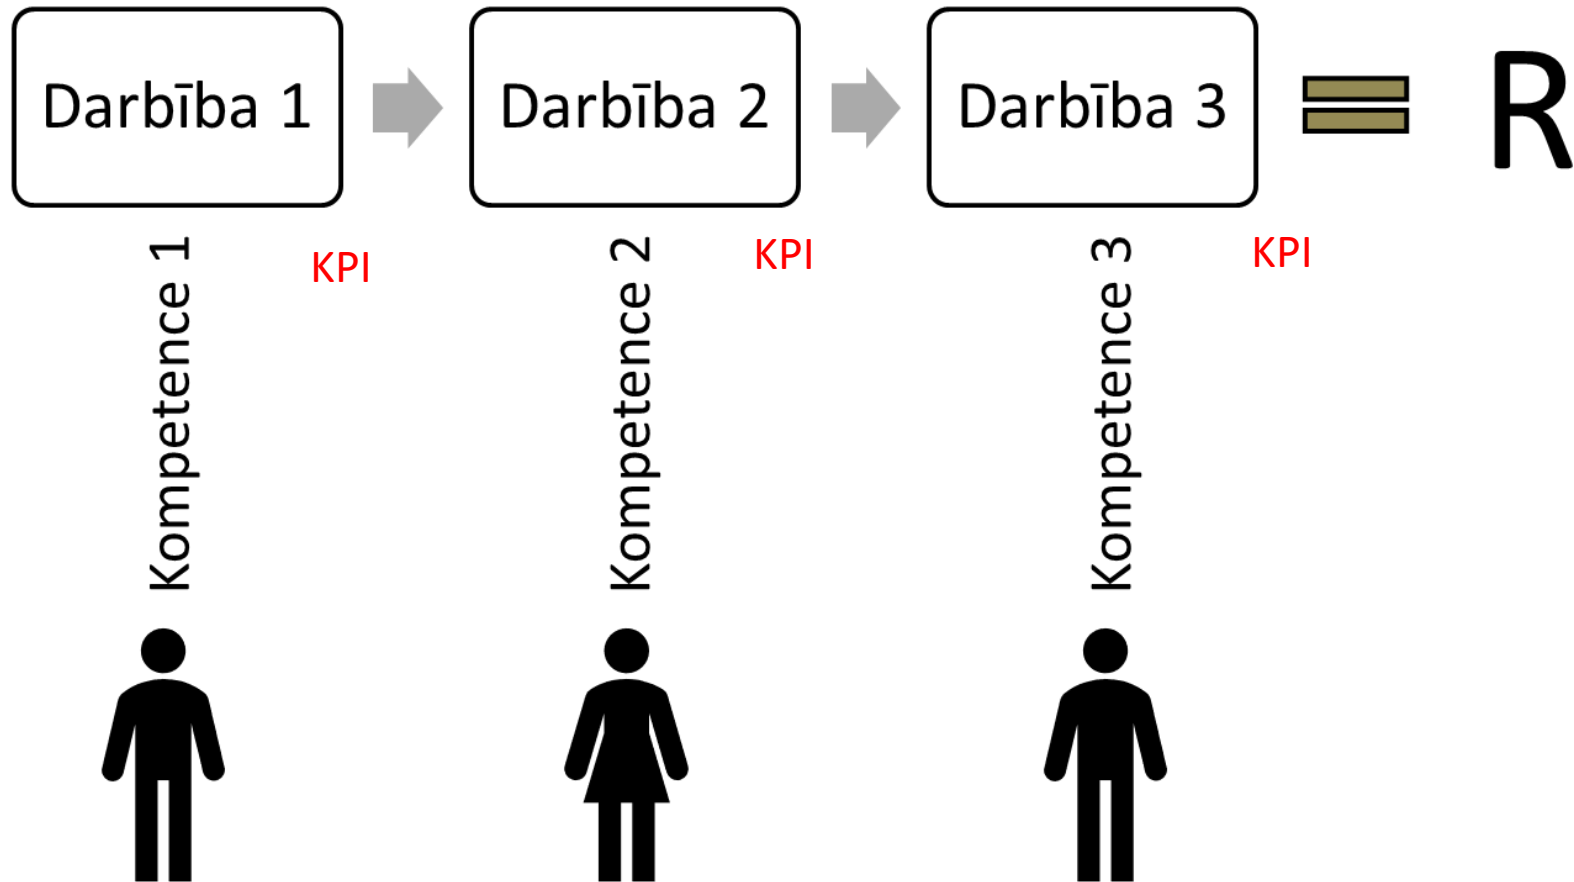 Darbība 1
Darbība 2
Darbība 3
R
KPI
KPI
KPI
Kompetence 1
Kompetence 2
Kompetence 3